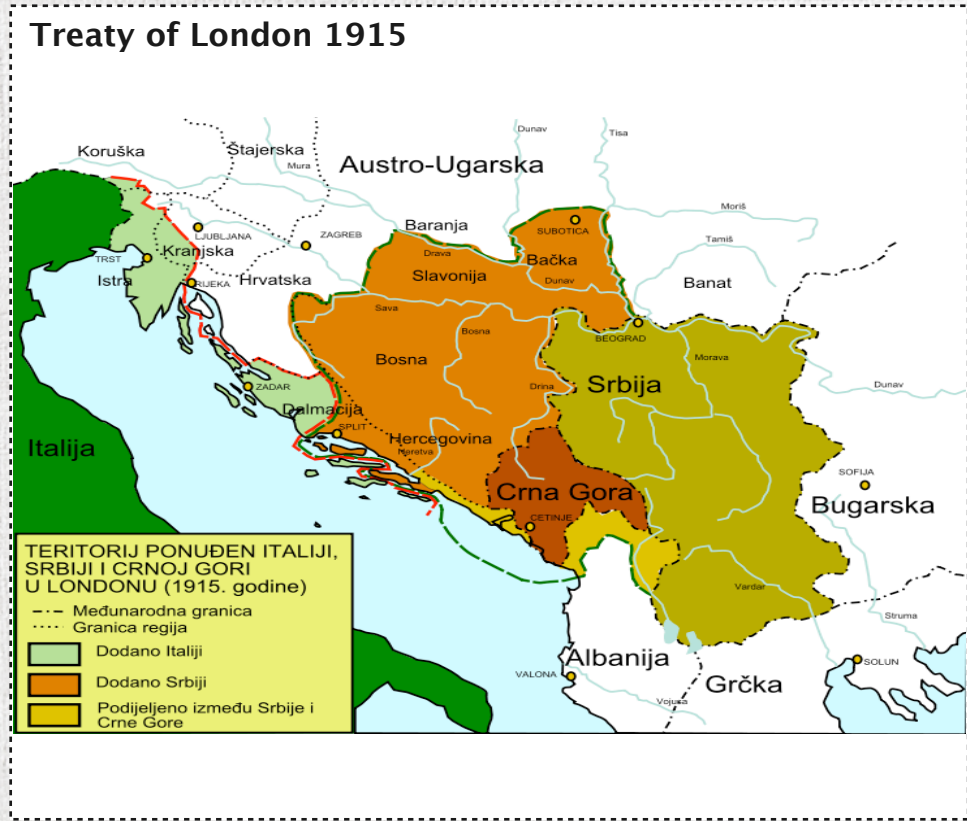 Treaty of London 1915
Dunav
Tisa
Koruška
Štajerska
Mura
Austro-Ugarska
Moriš
Baranja
SUBOTICA
LJUBLJANA
ZAGREB
Tamiš
Drava
Kranjska
TRST
Bačka
Slavonija
Istra
RIJEKA
Hrvatska
Dunav
Banat
Sava
Bosna
BEOGRAD
Bosna
Morava
Drina
Srbija
Dunav
ZADAR
Dalmacija
SPLIT
Hercegovina
Neretva
Italija
SOFIJA
Crna Gora
Bugarska
CETINJE
TERITORIJ PONUĐEN ITALIJI,
SRBIJI I CRNOJ GORI
U LONDONU (1915. godine)
Međunarodna granica
Granica regija
Dodano Italiji
Dodano Srbiji
Podijeljeno između Srbije i
Crne Gore
Vardar
Struma
Albanija
SOLUN
VALONA
Grčka
Vojusa